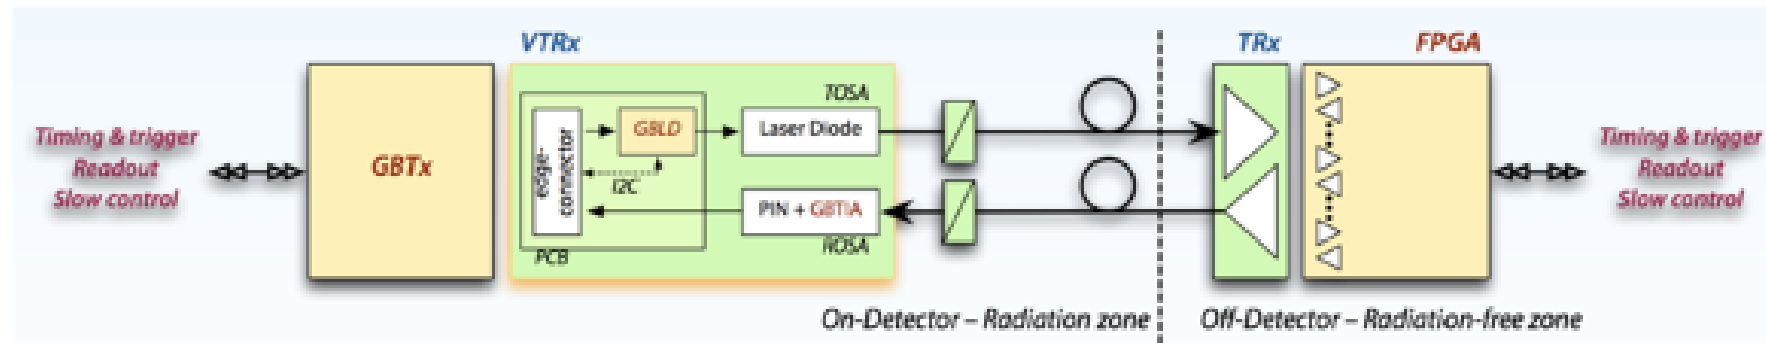 VTRx
TRx
FPGA
Timing & trigger
Readout
Slow control
GBTx
edge-
connector
GBLD
I2C
PCB
TOSA
Laser Diode
PIN + GBTIA
ROSA
Timing & trigger
Readout
Slow control
On-Detector – Radiation zone
Off-Detector – Radiation-free zone